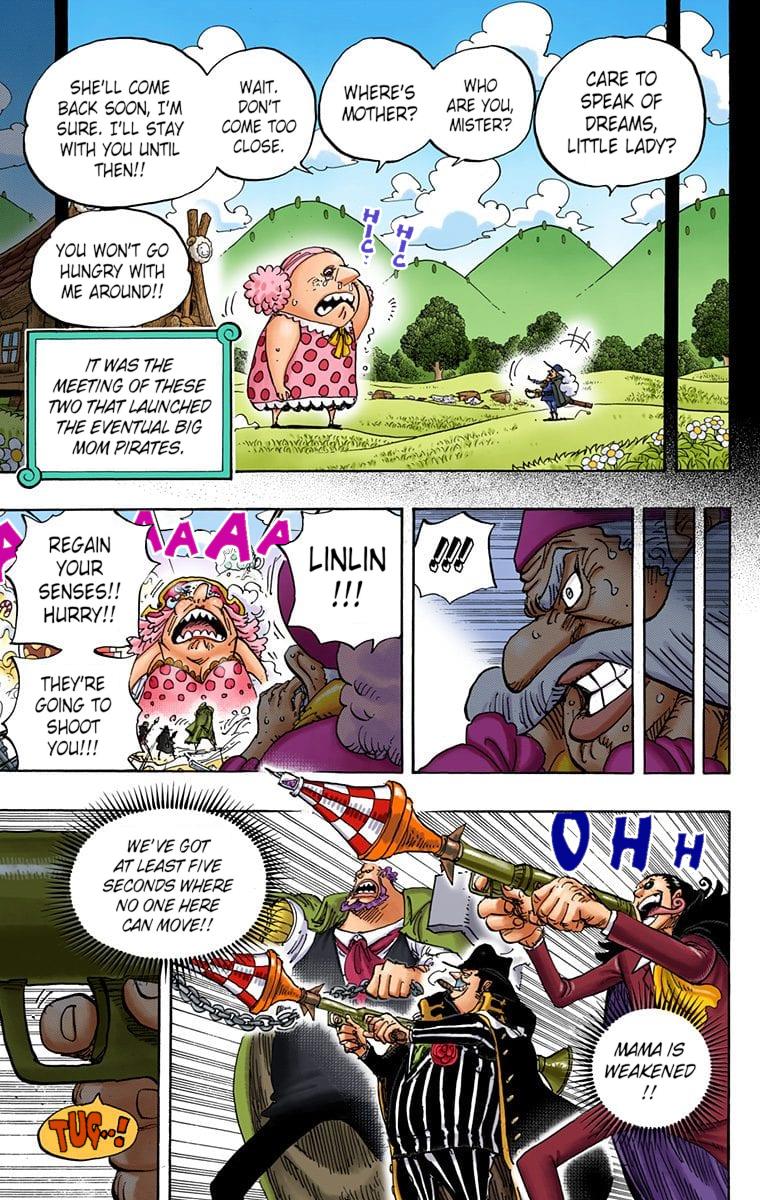 CARE TO
SPEAK OF
DREAMS,
LITTLE LADY?
WHO
ARE YOU,
MISTER?
WHERE'S
MOTHER?
WAIT.
DON'T
COME TOO
CLOSE.
SHE'LL COME
BACK SOON, I'M
SURE. I'LL STAY
WITH YOU UNTIL
THEN!!
YOU WON'T GO
HUNGRY WITH
ME AROUND!!
HIC
HIC
IT WAS THE
MEETING OF THESE
TWO THAT LAUNCHED
THE EVENTUAL BIG
MOM PIRATES.
!!!!
LINLIN
!!!
AAAAA
REGAIN
YOUR
SENSES!!
HURRY!!
THEY'RE
GOING TO
SHOOT
YOU!!!
OHH
WE'VE GOT
AT LEAST FIVE
SECONDS WHERE
NO ONE HERE
CAN MOVE!!
MAMA IS
WEAKENED
!!
TUG..!